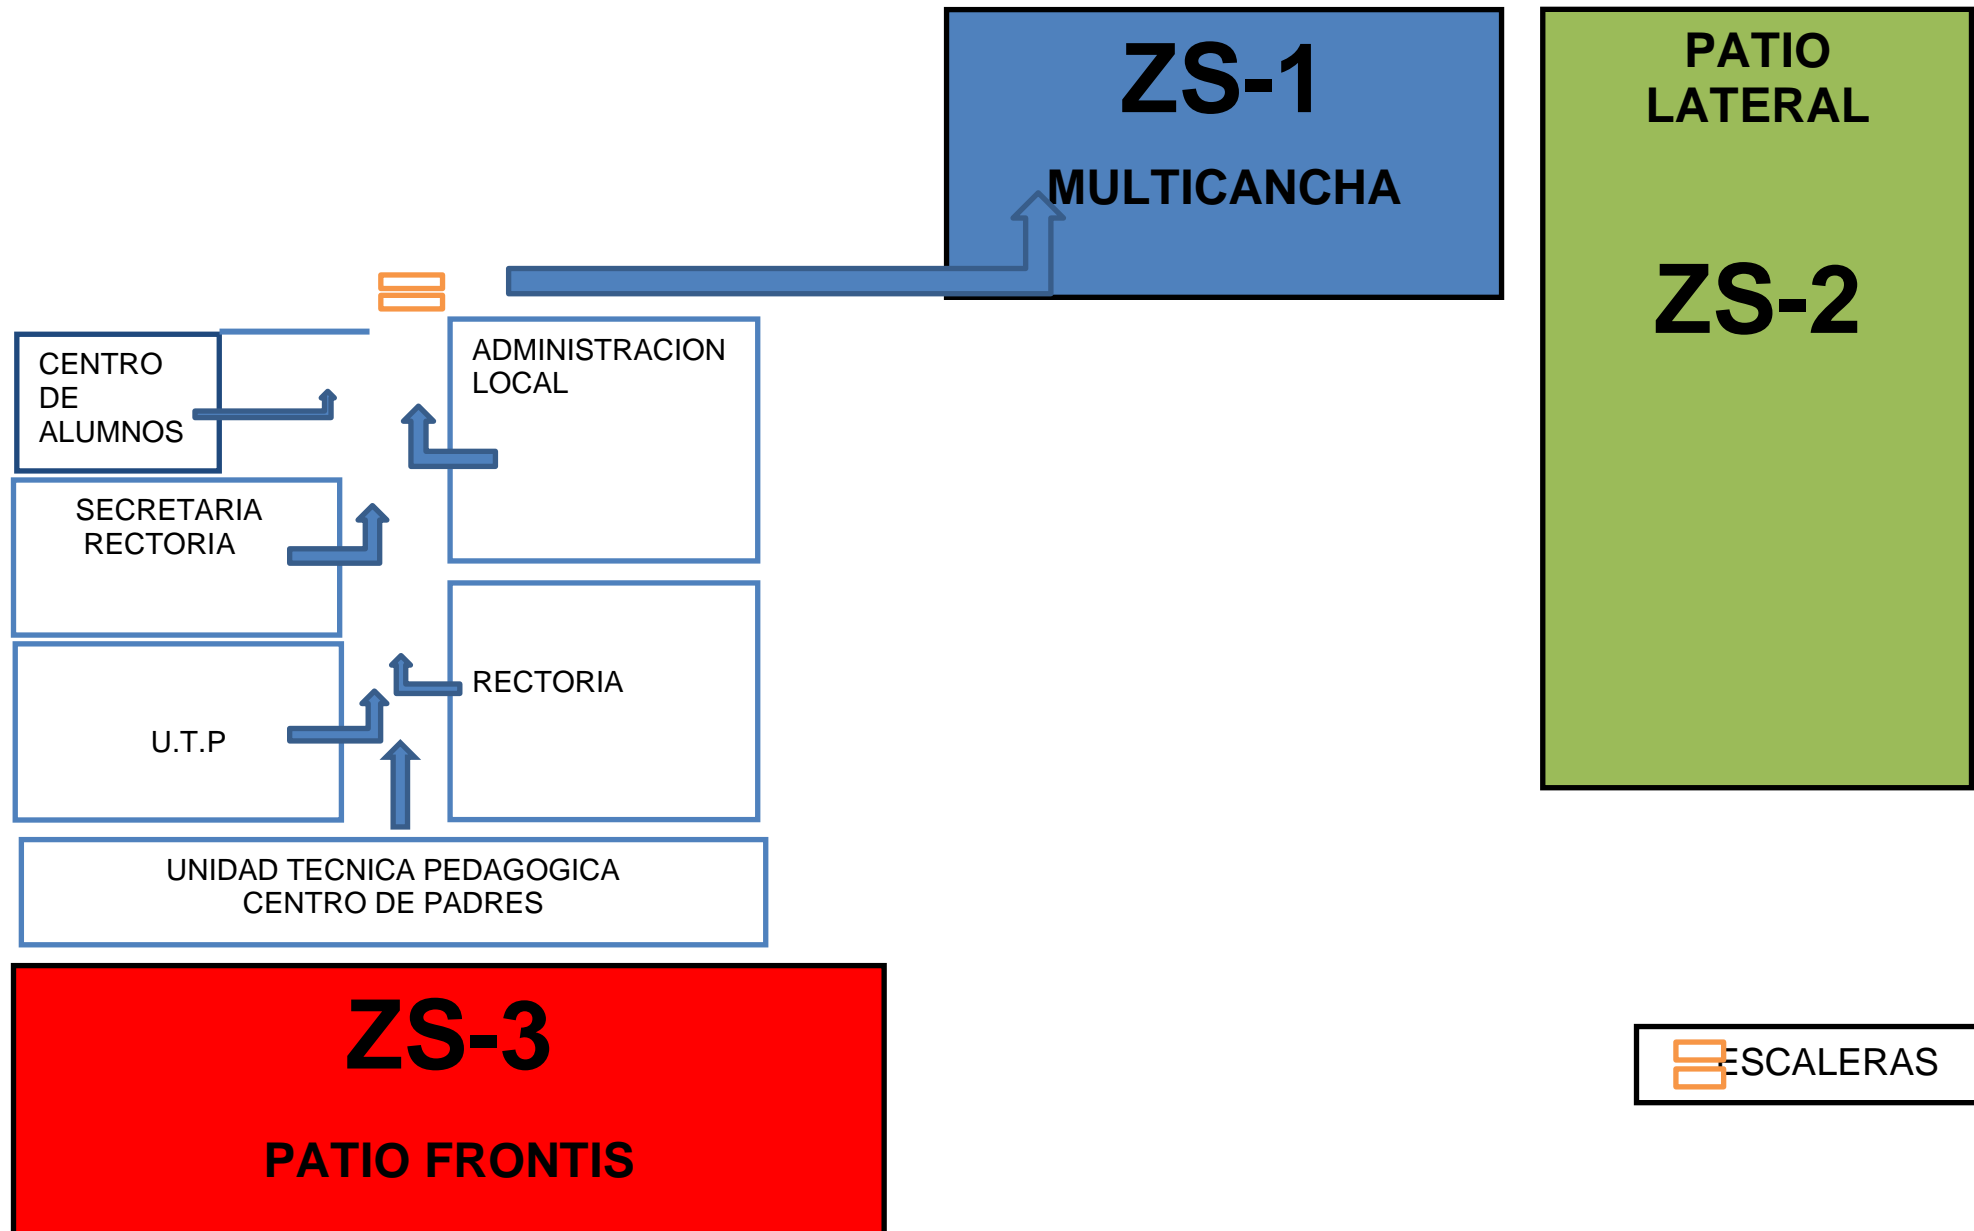 ZS-1
MULTICANCHA
PATIO
LATERAL
ZS-2
CENTRO
DE
ALUMNOS
ADMINISTRACION
LOCAL
SECRETARIA
RECTORIA
RECTORIA
U.T.P
UNIDAD TECNICA PEDAGOGICA
CENTRO DE PADRES
ZS-3
PATIO FRONTIS
ESCALERAS